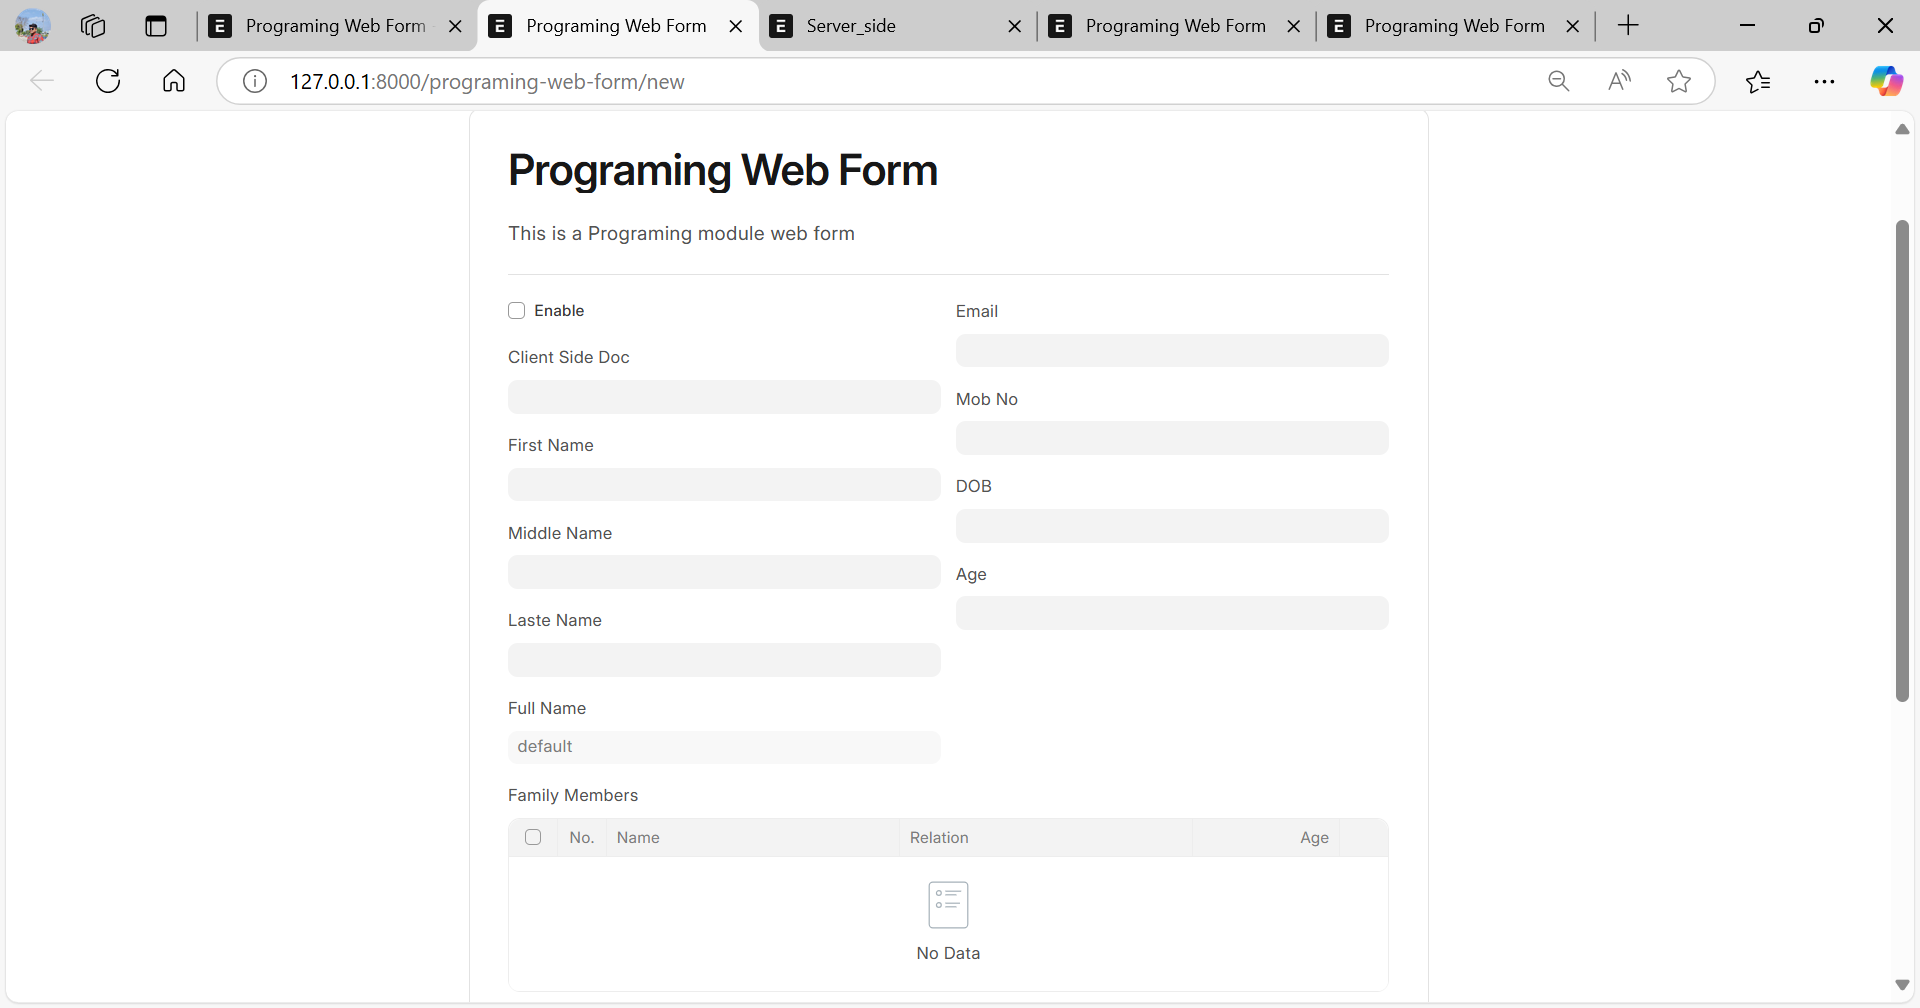 Programing Web Form
Programing Web Form
Server_side
Programing Web Form
Programing Web Form
127.0.0.1:8000/programing-web-form/new
Programing Web Form
This is a Programing module web form
Enable
Client Side Doc
First Name
Middle Name
Laste Name
Full Name
default
Email
Mob No
DOB
Age
Family Members
No. Name Relation Age
No Data